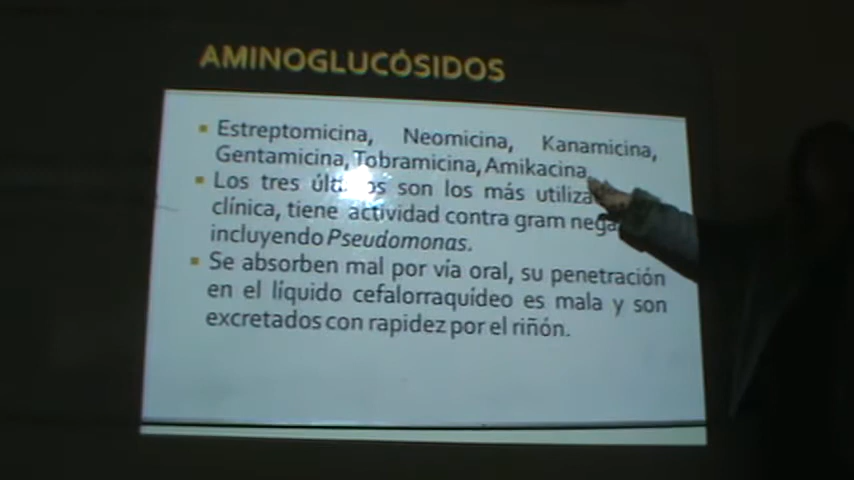 AMINOGLUCÓSIDOS
Estreptomicina, Neomicina, Kanamicina,
Gentamicina, Tobramicina, Amikacina
Los tres son los más
clínica, tiene actividad contra gram
incluyendo Pseudomonas.
Se absorben mal por vía oral, su penetración
en el líquido cefalorraquídeo es mala y son
excretados con rapidez por el riñón.